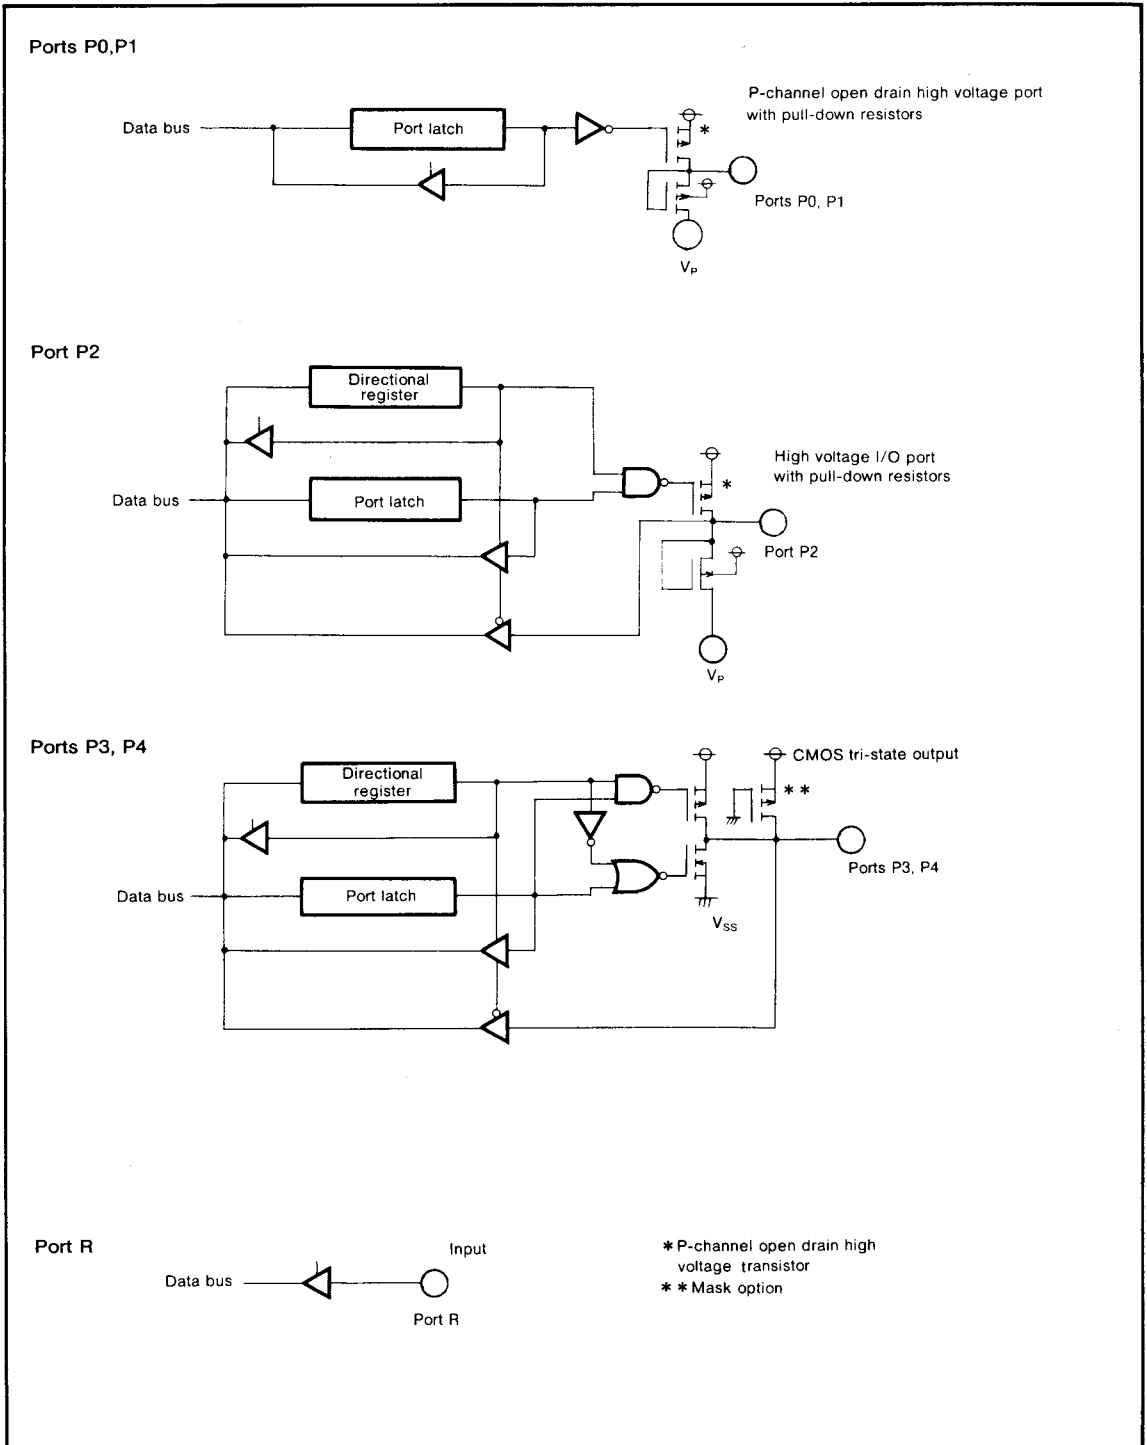 Ports P0,P1
P-channel open drain high voltage port
with pull-down resistors
Data bus
Port latch
*
Ports P0, P1
VP
Port P2
Directional
register
High voltage I/O port
with pull-down resistors
Data bus
Port latch
*
Port P2
VP
Ports P3, P4
CMOS tri-state output
Directional
register
**
Ports P3, P4
Data bus
Port latch
VSS
Port R
Input
Data bus
Port R
*P-channel open drain high
voltage transistor
**Mask option